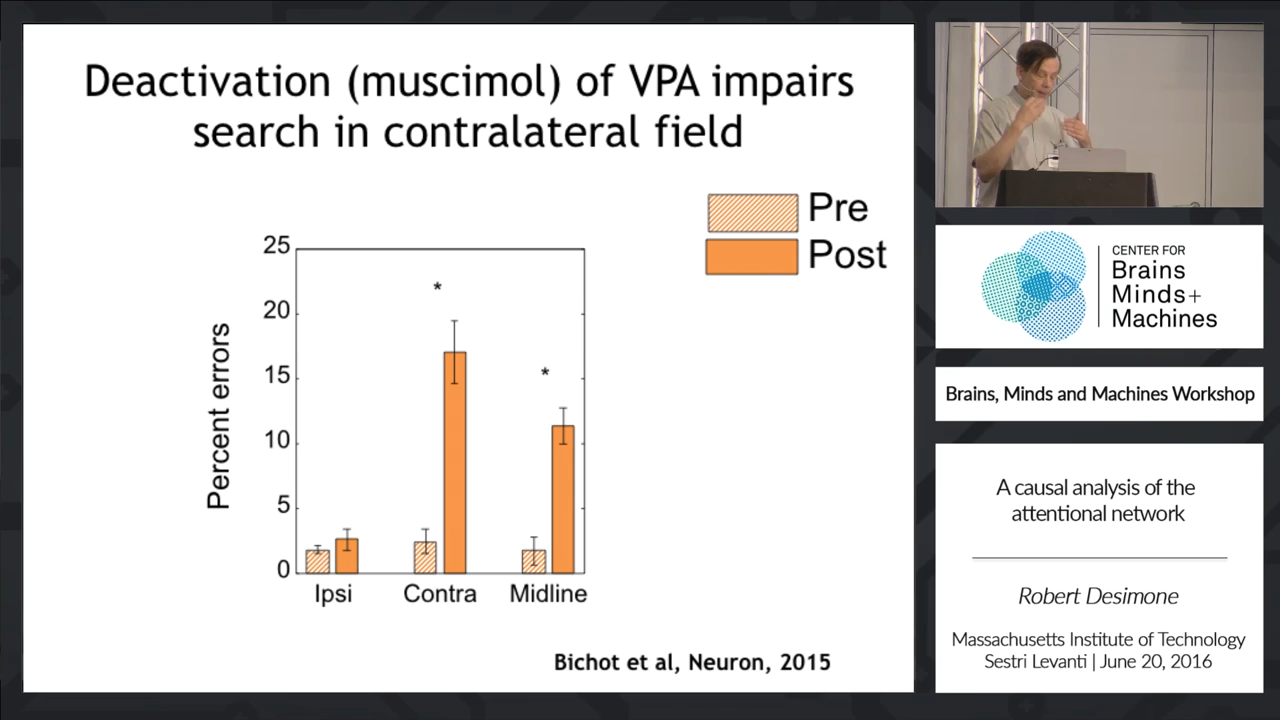 Deactivation (muscimol) of VPA impairs
search in contralateral field
Pre
Post
25
20
15
10
5
0
Percent errors
*
*
Ipsi
Contra
Midline
Bichot et al, Neuron, 2015
CENTER FOR
Brains
Minds+
Machines
Brains, Minds and Machines Workshop
A causal analysis of the
attentional network
Robert Desimone
Massachusetts Institute of Technology
Sestri Levanti | June 20, 2016